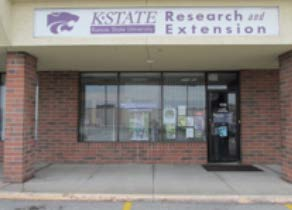 K-STATE
Kansas State University
Research and
Extension